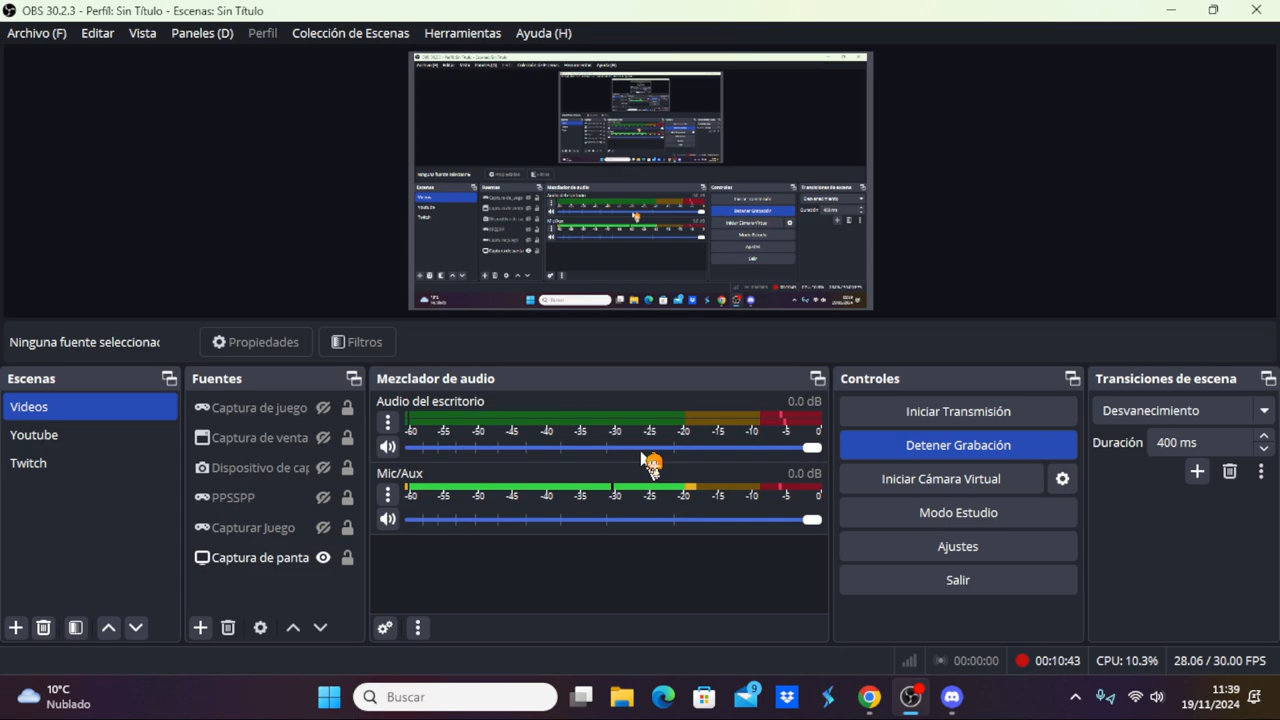 OBS 30.2.3 - Perfil: Sin Título - Escenas: Sin Título
Archivo (F) Editar Vista Paneles (D) Perfil Colección de Escenas Herramientas Ayuda (H)
Ninguna fuente seleccionac Propiedades Filtros
Escenas
Videos
Youtube
Twitch
Fuentes
Captura de juego
Captura de venta
Dispositivo de cap
PPSSPP
Capturar Juego
Captura de panta
Mezclador de audio
Audio del escritorio 0.0 dB
-60 -55 -50 -45 -40 -35 -30 -25 -20 -15 -10 -5 0
Mic/Aux 0.0 dB
-60 -55 -50 -45 -40 -35 -30 -25 -20 -15 -10 -5 0
Controles
Iniciar Transmisión
Detener Grabación
Iniciar Cámara Virtual
Modo Estudio
Ajustes
Salir
Transiciones de escena
Desvanecimiento
Duración 400 ms
00:00:00 00:10:43 CPU: 10.3% 28.06 / 30.00 FPS
10°C
Nublado
Buscar
9
11:39
19/11/2024